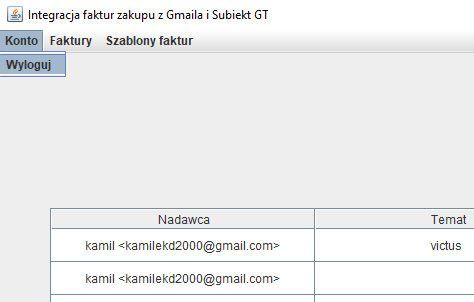 Integracja faktur zakupu z Gmaila i Subiekt GT
Konto Faktury Szablony faktur
Wyloguj
Nadawca Temat
kamil <kamilekd2000@gmail.com> victus
kamil <kamilekd2000@gmail.com>